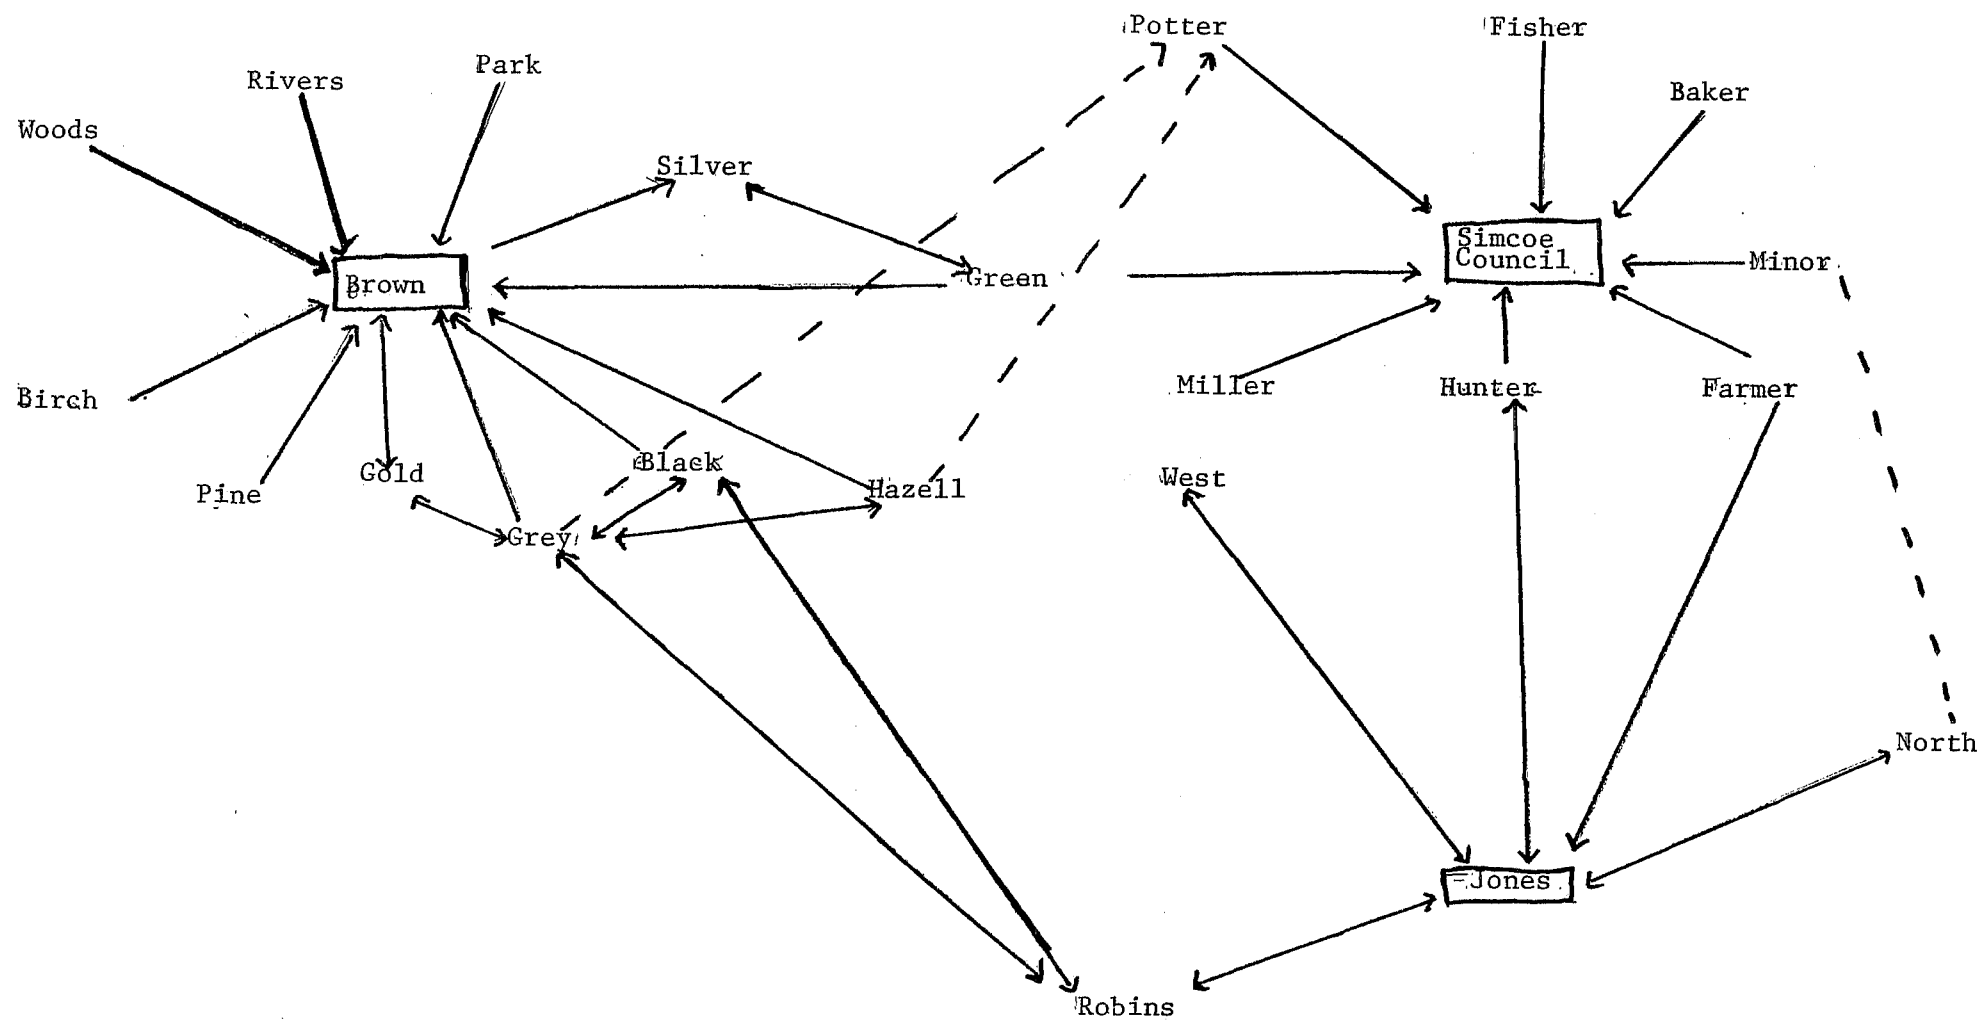 Potter
Fisher
Park
Rivers
Baker
Woods
Silver
Simcoe
Council
Minor
Green
Brown
Miller
Hunter
Farmer
Birch
Black
Gold
West
Hazell
Pine
Grey
North
Jones
Robins